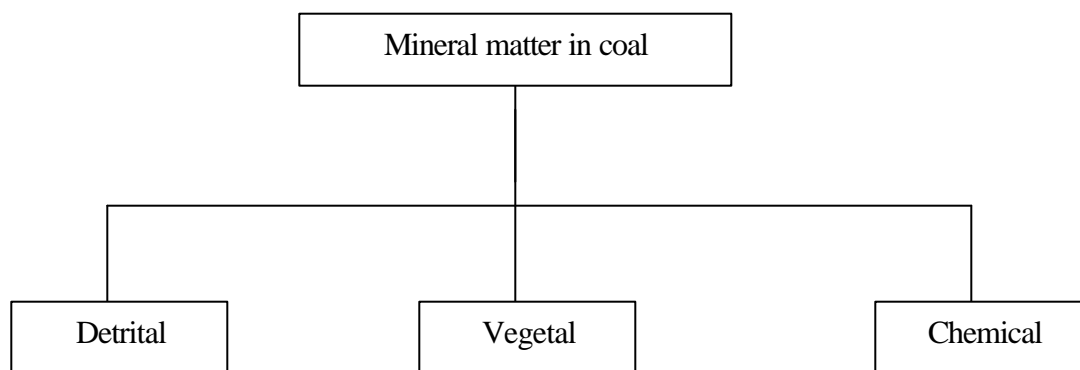 Mineral matter in coal
Detrital
Vegetal
Chemical